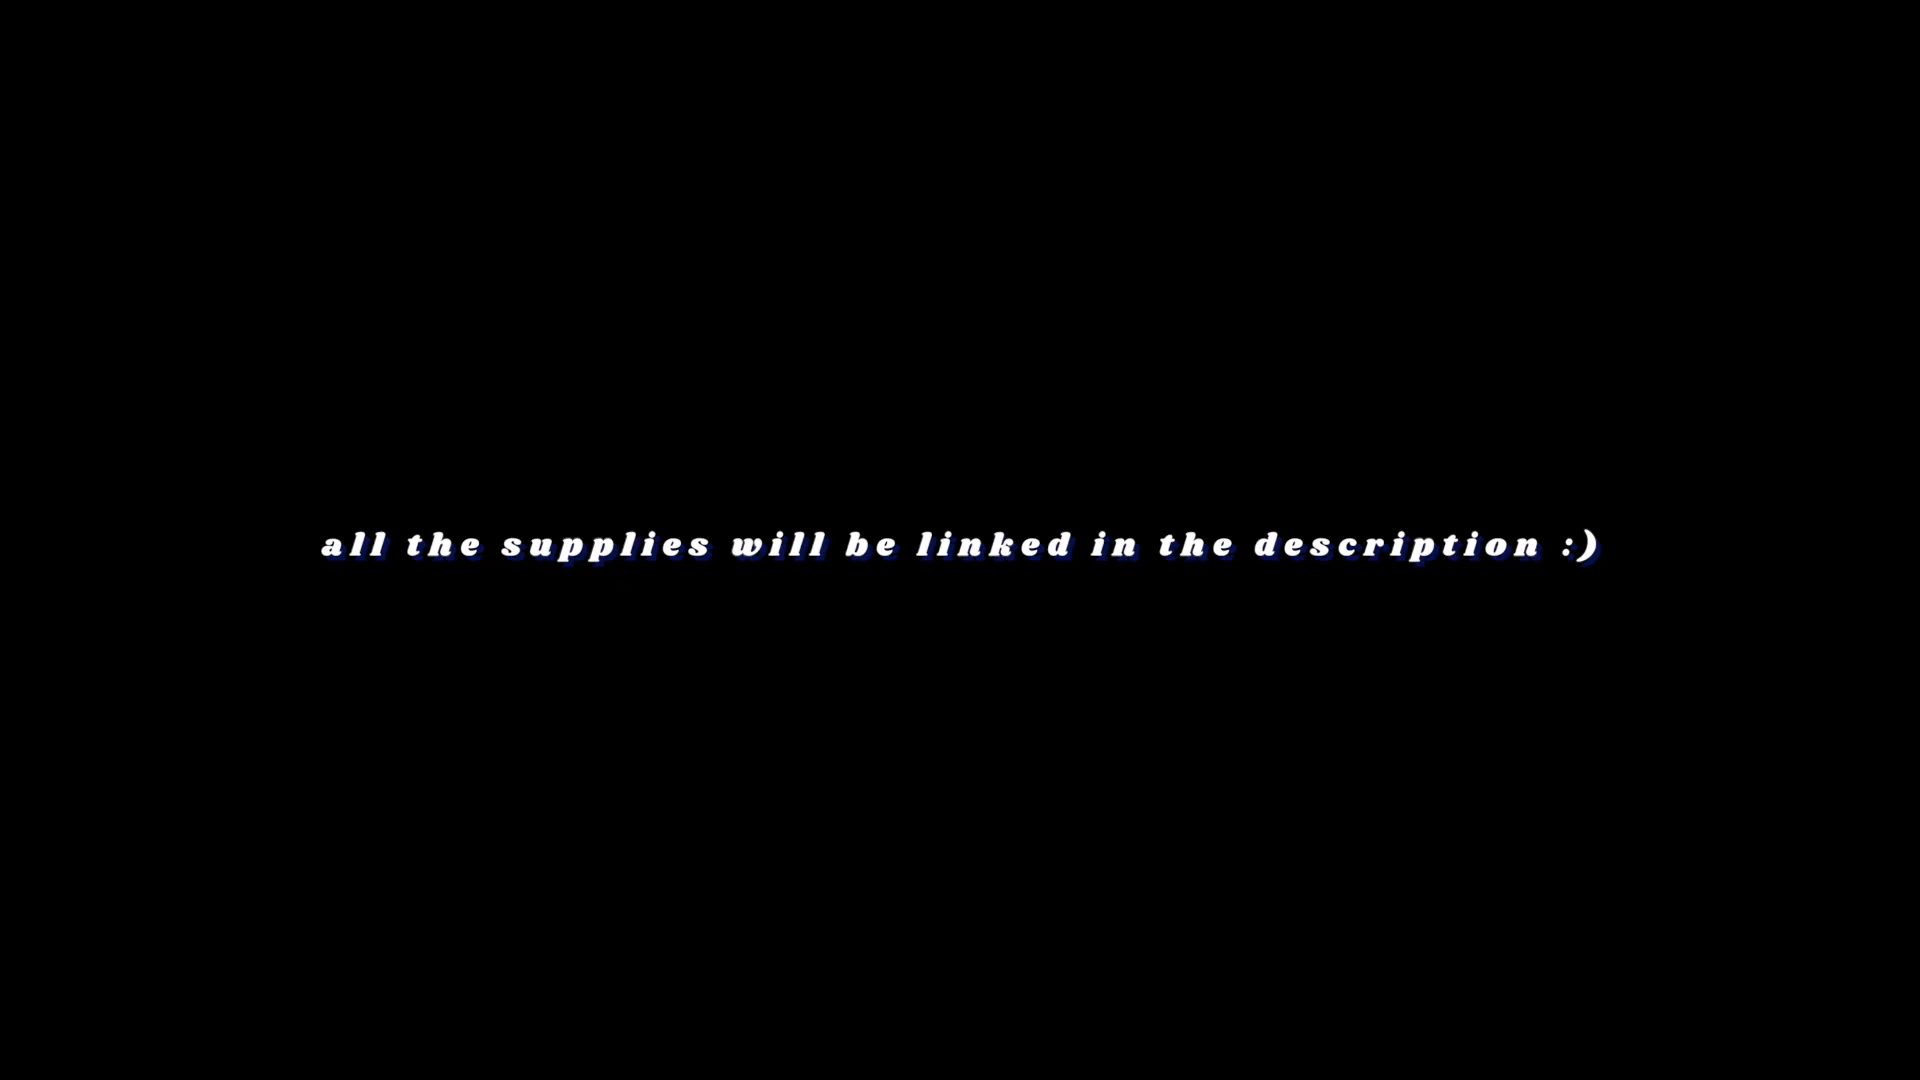 all the supplies will be linked in the description :)